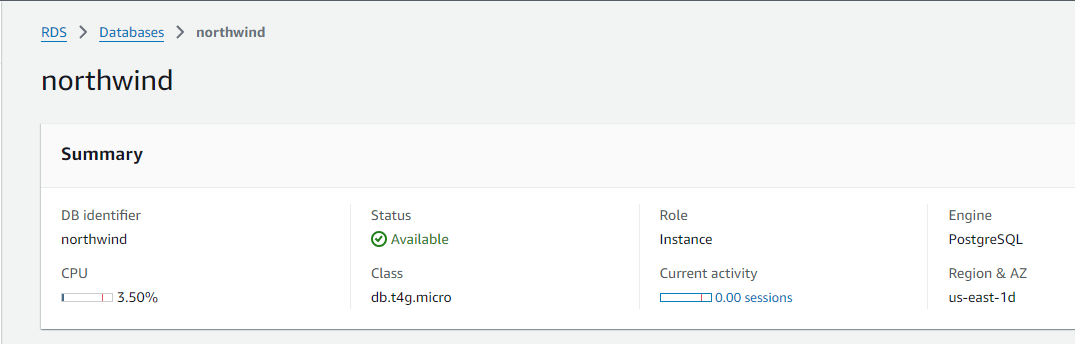 RDS > Databases > northwind
northwind
Summary
DB identifier
northwind
Status
Available
Role
Instance
Engine
PostgreSQL
CPU
3.50%
Class
db.t4g.micro
Current activity
0.00 sessions
Region & AZ
us-east-1d